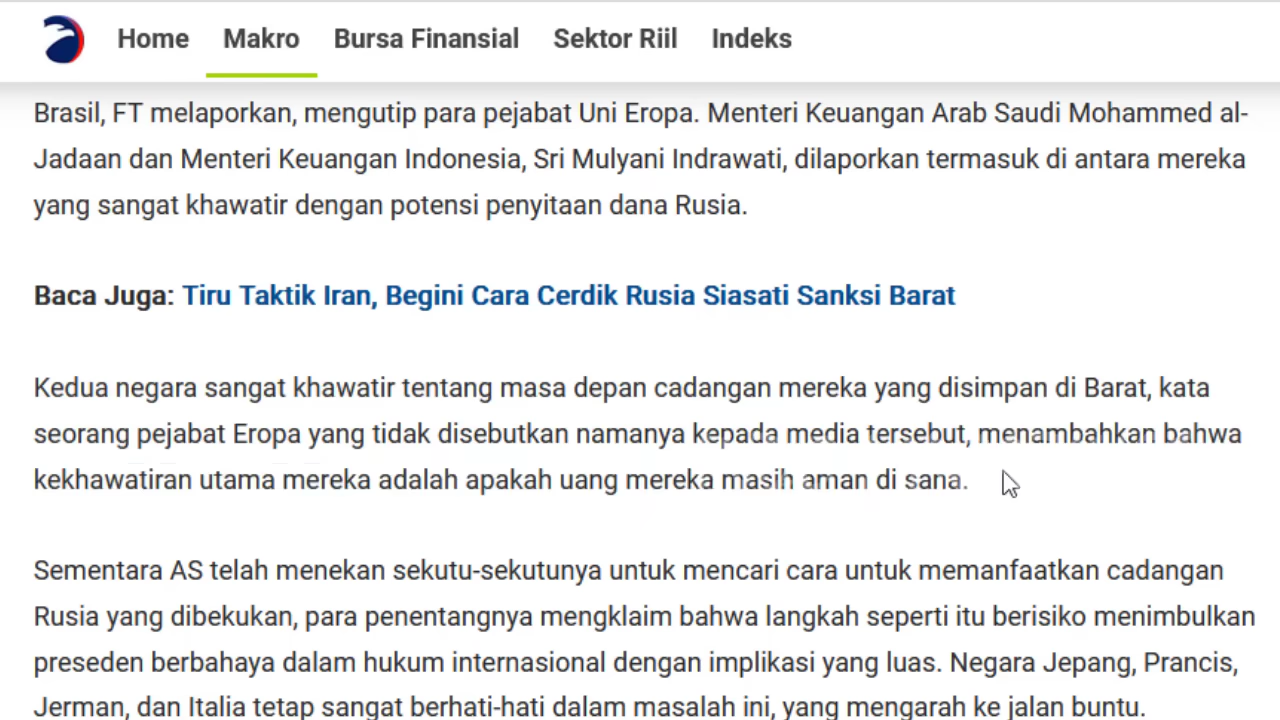 Home Makro Bursa Finansial Sektor Riil Indeks
Brasil, FT melaporkan, mengutip para pejabat Uni Eropa. Menteri Keuangan Arab Saudi Mohammed al-
Jadaan dan Menteri Keuangan Indonesia, Sri Mulyani Indrawati, dilaporkan termasuk di antara mereka
yang sangat khawatir dengan potensi penyitaan dana Rusia.
Baca Juga: Tiru Taktik Iran, Begini Cara Cerdik Rusia Siasati Sanksi Barat
Kedua negara sangat khawatir tentang masa depan cadangan mereka yang disimpan di Barat, kata
seorang pejabat Eropa yang tidak disebutkan namanya kepada media tersebut, menambahkan bahwa
kekhawatiran utama mereka adalah apakah uang mereka masih aman di sana.
Sementara AS telah menekan sekutu-sekutunya untuk mencari cara untuk memanfaatkan cadangan
Rusia yang dibekukan, para penentangnya mengklaim bahwa langkah seperti itu berisiko menimbulkan
preseden berbahaya dalam hukum internasional dengan implikasi yang luas. Negara Jepang, Prancis,
Jerman, dan Italia tetap sangat berhati-hati dalam masalah ini, yang mengarah ke jalan buntu.